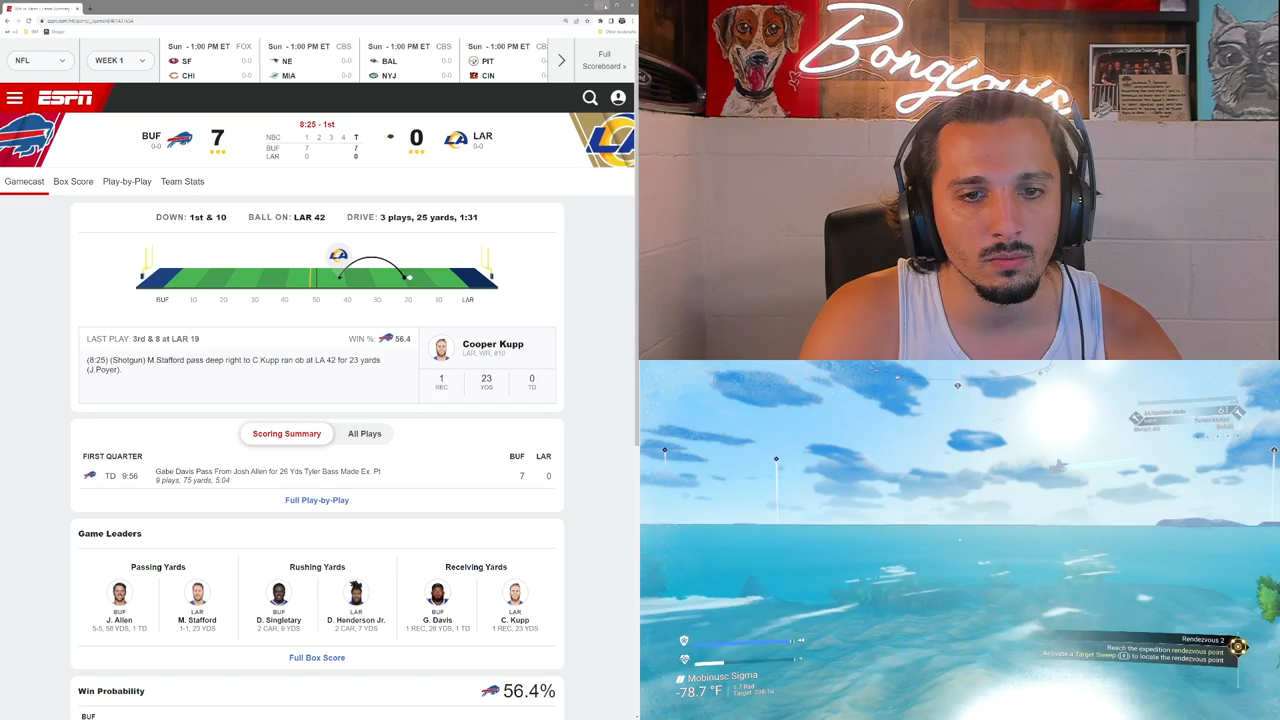 NFL
WEEK 1
Sun - 1:00 PM ET FOX
SF 0-0
CHI 0-0
Sun - 1:00 PM ET CBS
NE 0-0
MIA 0-0
Sun - 1:00 PM ET CBS
BAL 0-0
NYJ 0-0
Sun - 1:00 PM ET
PIT
CIN
Full
Scoreboard »
ESPN
BUF
0-0
7
8:25 - 1st
NBC 1 2 3 4 T
BUF 7 7
LAR 0 0
0
LAR
0-0
Gamecast Box Score Play-by-Play Team Stats
DOWN: 1st & 10 BALL ON: LAR 42 DRIVE: 3 plays, 25 yards, 1:31
BUF 10 20 30 40 50 40 30 20 10 LAR
LAST PLAY: 3rd & 8 at LAR 19 WIN %: 56.4
(8:25) (Shotgun) M.Stafford pass deep right to C.Kupp ran ob at LA 42 for 23 yards
(J.Poyer).
Cooper Kupp
LAR, WR, #10
1 23 0
REC YDS TD
Scoring Summary All Plays
FIRST QUARTER BUF LAR
TD 9:56 Gabe Davis Pass From Josh Allen for 26 Yds Tyler Bass Made Ex. Pt 7 0
9 plays, 75 yards, 5:04
Full Play-by-Play
Game Leaders
Passing Yards Rushing Yards Receiving Yards
BUF LAR BUF LAR BUF LAR
J. Allen M. Stafford D. Singletary D. Henderson Jr. G. Davis C. Kupp
5-5, 58 YDS, 1 TD 1-1, 23 YDS 2 CAR, 9 YDS 2 CAR, 7 YDS 1 REC, 26 YDS, 1 TD 1 REC, 23 YDS
Full Box Score
Win Probability 56.4%
BUF
Bongiovis
Rendezvous 2
Reach the expedition rendezvous point
Activate a Target Sweep to locate the rendezvous point
Mobinusc Sigma
-78.7 °F
1.7 Rad